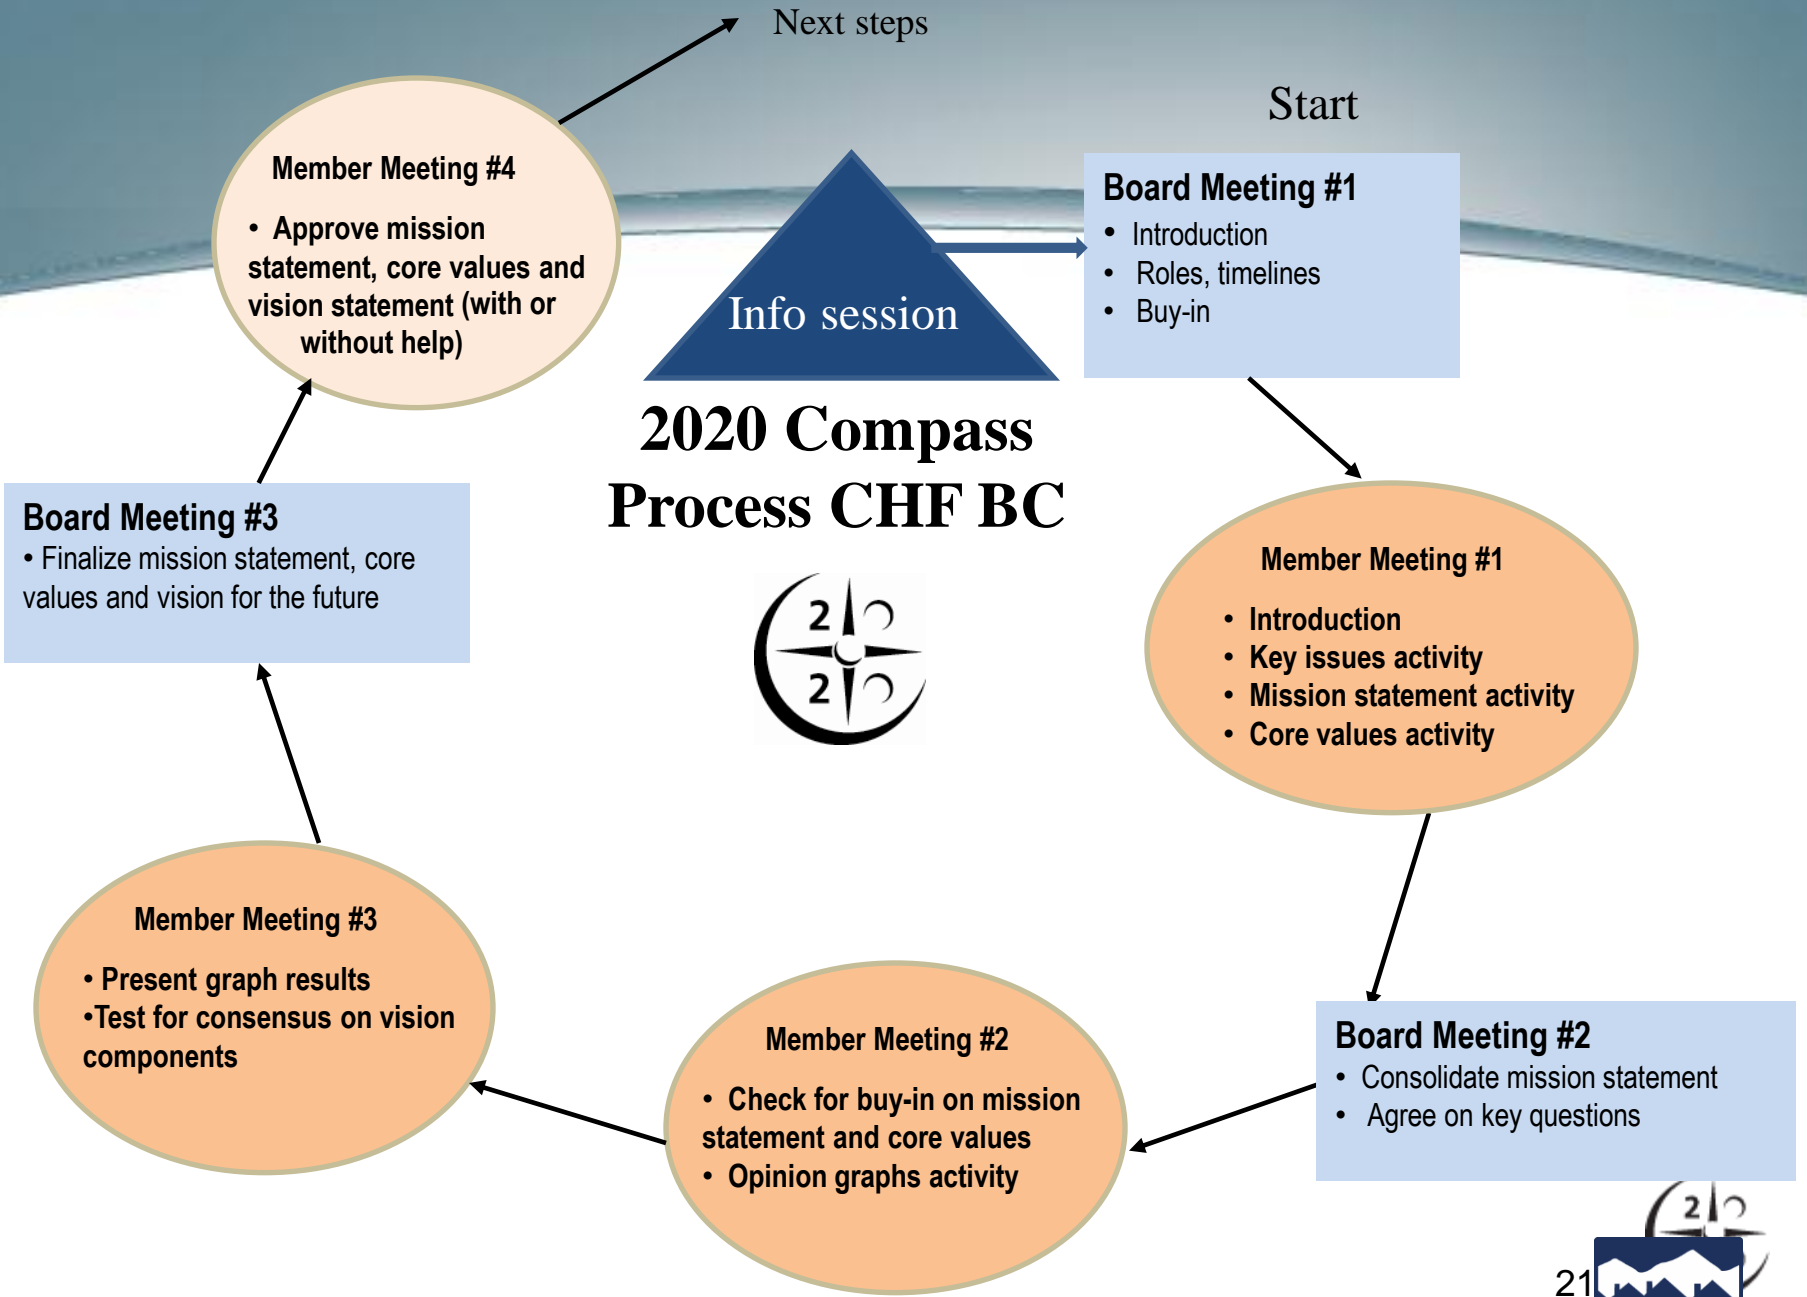 Next steps
Start
Member Meeting #4
• Approve mission
statement, core values and
vision statement (with or
without help)
Info session
Board Meeting #1
• Introduction
• Roles, timelines
• Buy-in
2020 Compass
Process CHF BC
Board Meeting #3
• Finalize mission statement, core
values and vision for the future
2
2
Member Meeting #1
• Introduction
• Key issues activity
• Mission statement activity
• Core values activity
Member Meeting #3
• Present graph results
•Test for consensus on vision
components
Member Meeting #2
• Check for buy-in on mission
statement and core values
• Opinion graphs activity
Board Meeting #2
• Consolidate mission statement
• Agree on key questions
2
21